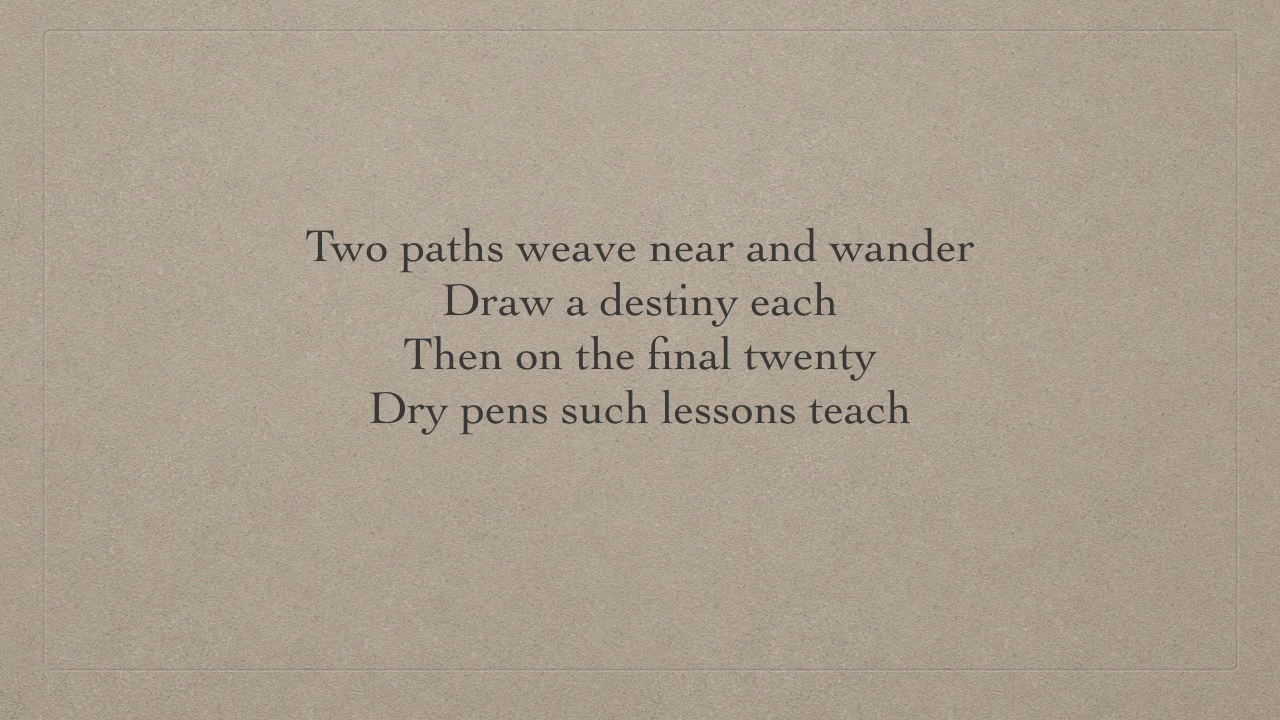 Two paths weave near and wander
Draw a destiny each
Then on the final twenty
Dry pens such lessons teach